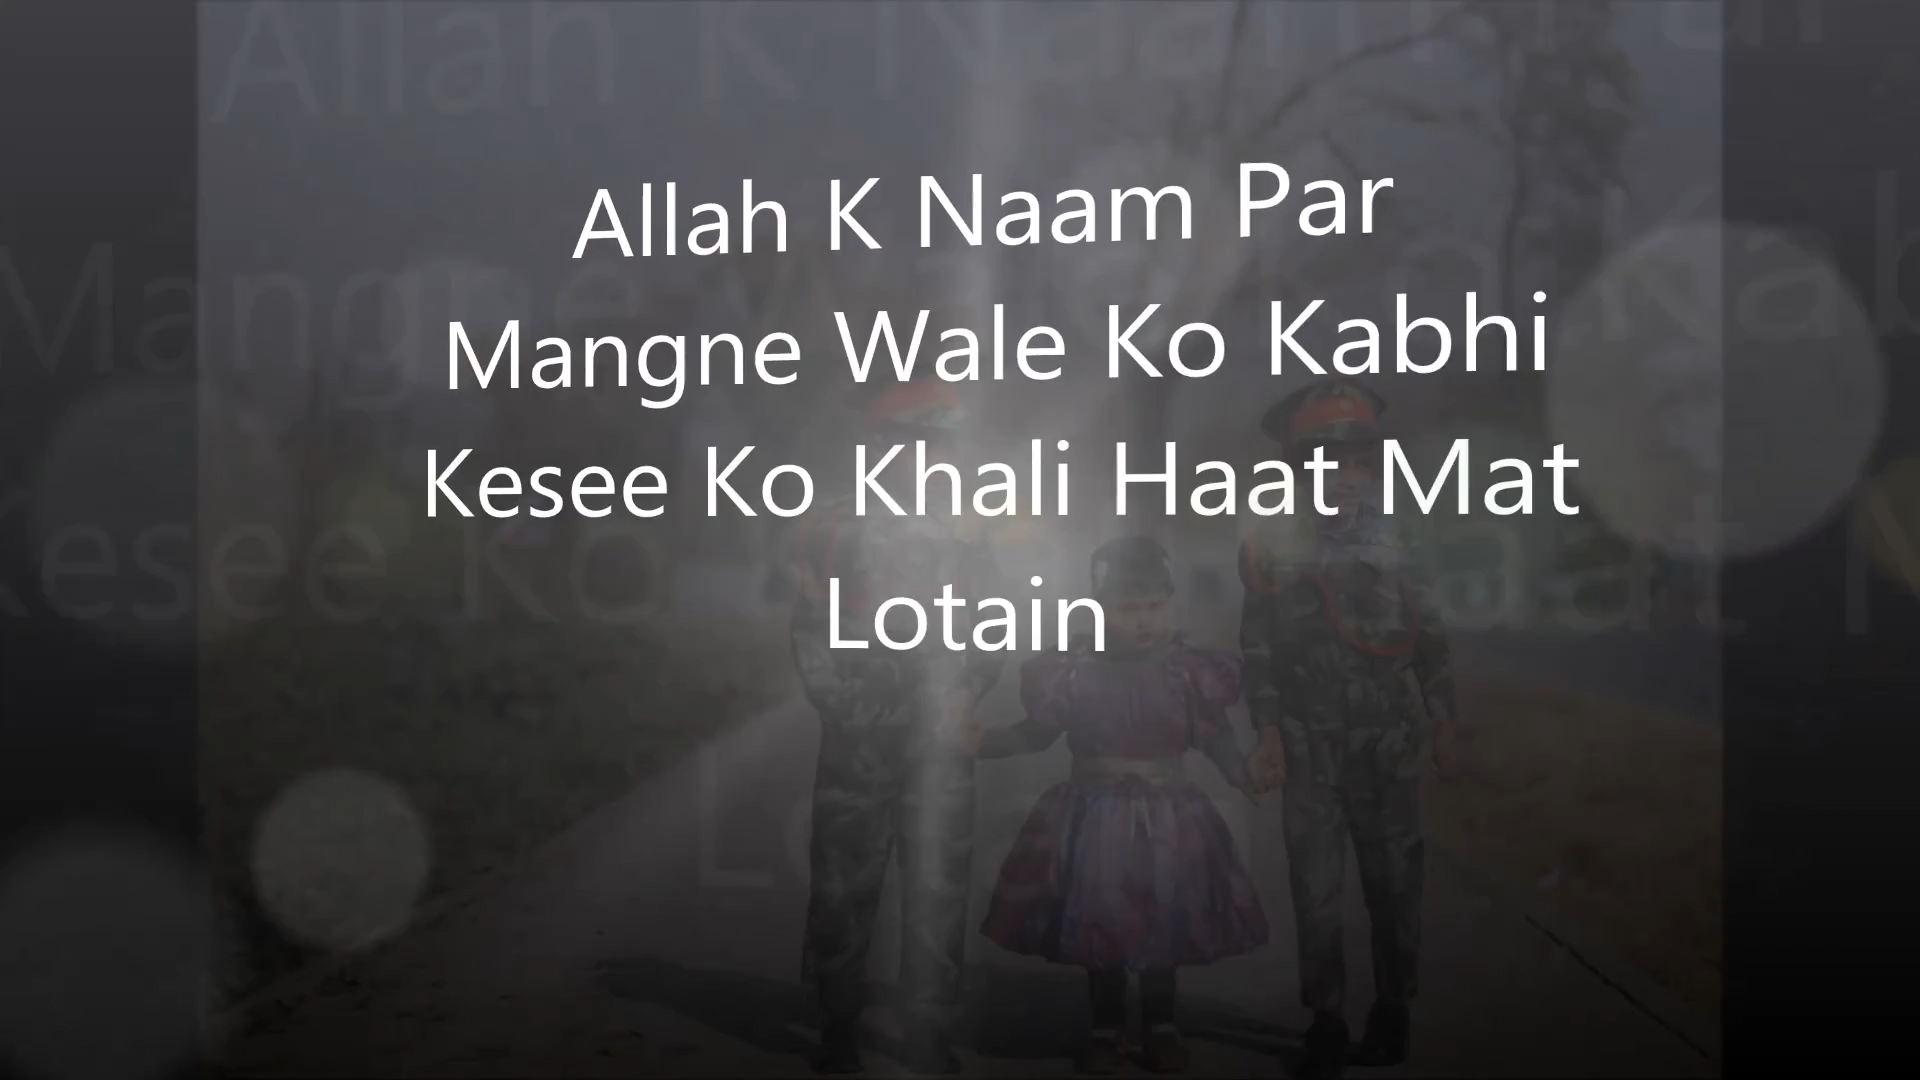 Allah K Naam Par
Mangne Wale Ko Kabhi
Kesee Ko Khali Haat Mat
Lotain